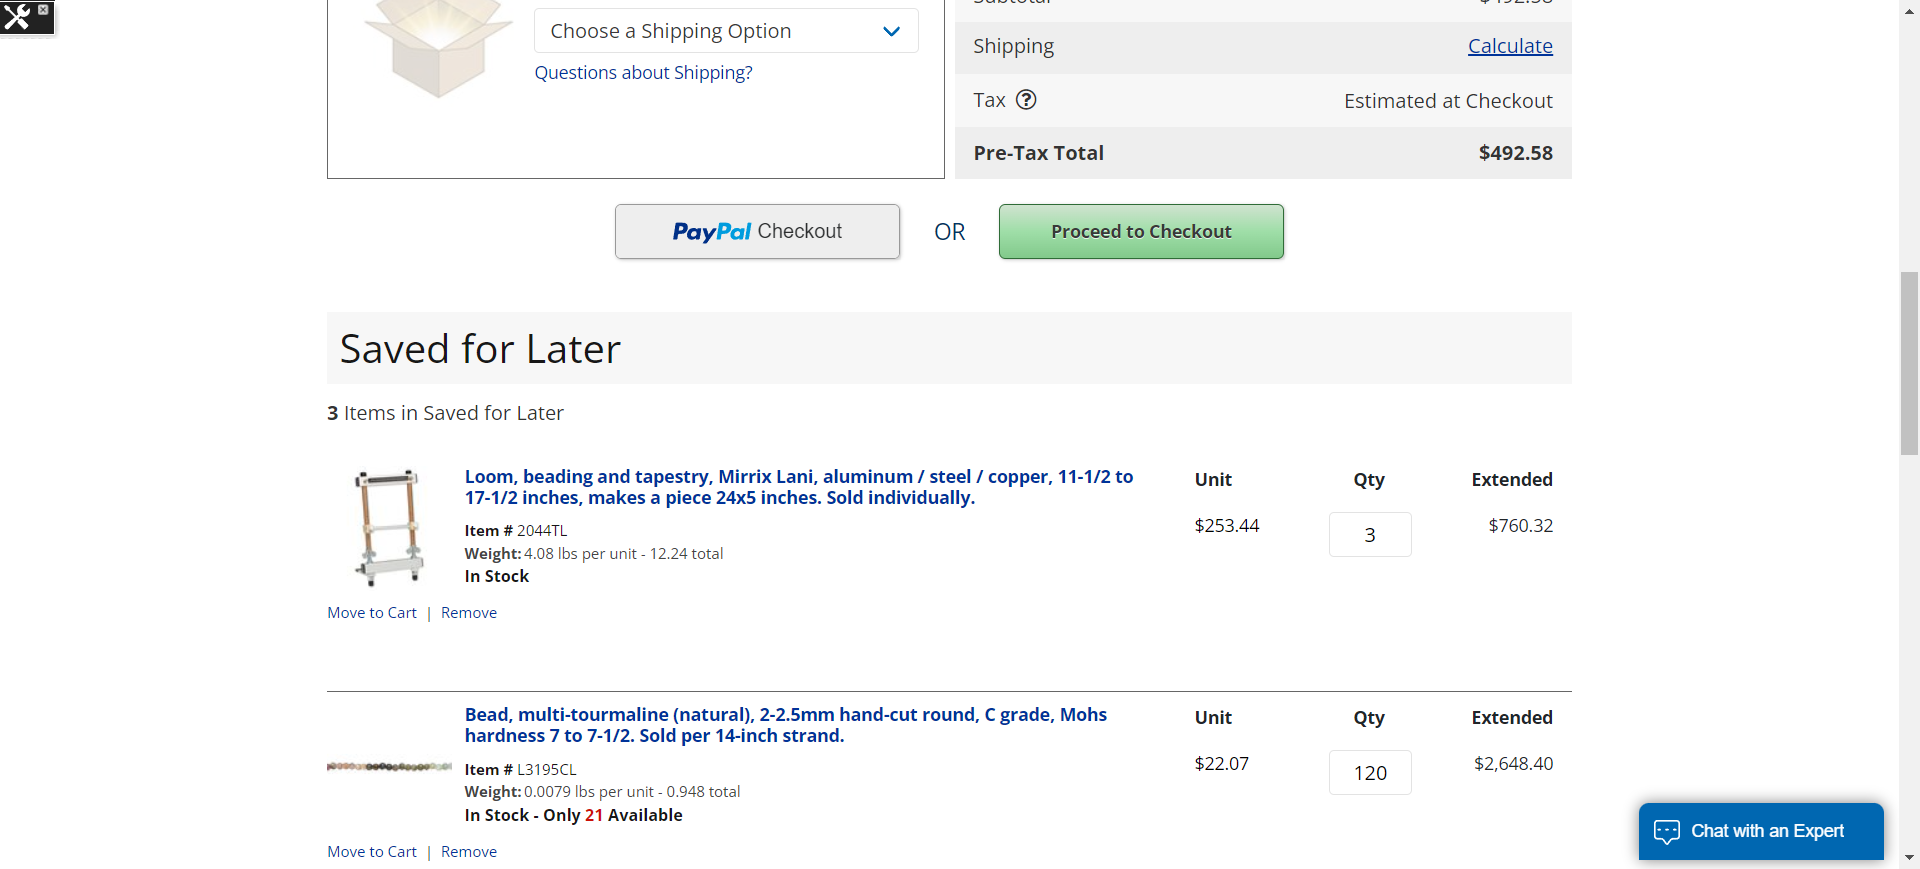 Subtotal $492.58
Choose a Shipping Option
Questions about Shipping?
Shipping Calculate
Tax ? Estimated at Checkout
Pre-Tax Total $492.58
PayPal Checkout OR Proceed to Checkout
Saved for Later
3 Items in Saved for Later
Loom, beading and tapestry, Mirrix Lani, aluminum / steel / copper, 11-1/2 to
17-1/2 inches, makes a piece 24x5 inches. Sold individually.
Unit Qty Extended
$253.44 3 $760.32
Item # 2044TL
Weight: 4.08 lbs per unit - 12.24 total
In Stock
Move to Cart | Remove
Bead, multi-tourmaline (natural), 2-2.5mm hand-cut round, C grade, Mohs
hardness 7 to 7-1/2. Sold per 14-inch strand.
Unit Qty Extended
$22.07 120 $2,648.40
Item # L3195CL
Weight: 0.0079 lbs per unit - 0.948 total
In Stock - Only 21 Available
Move to Cart | Remove
Chat with an Expert